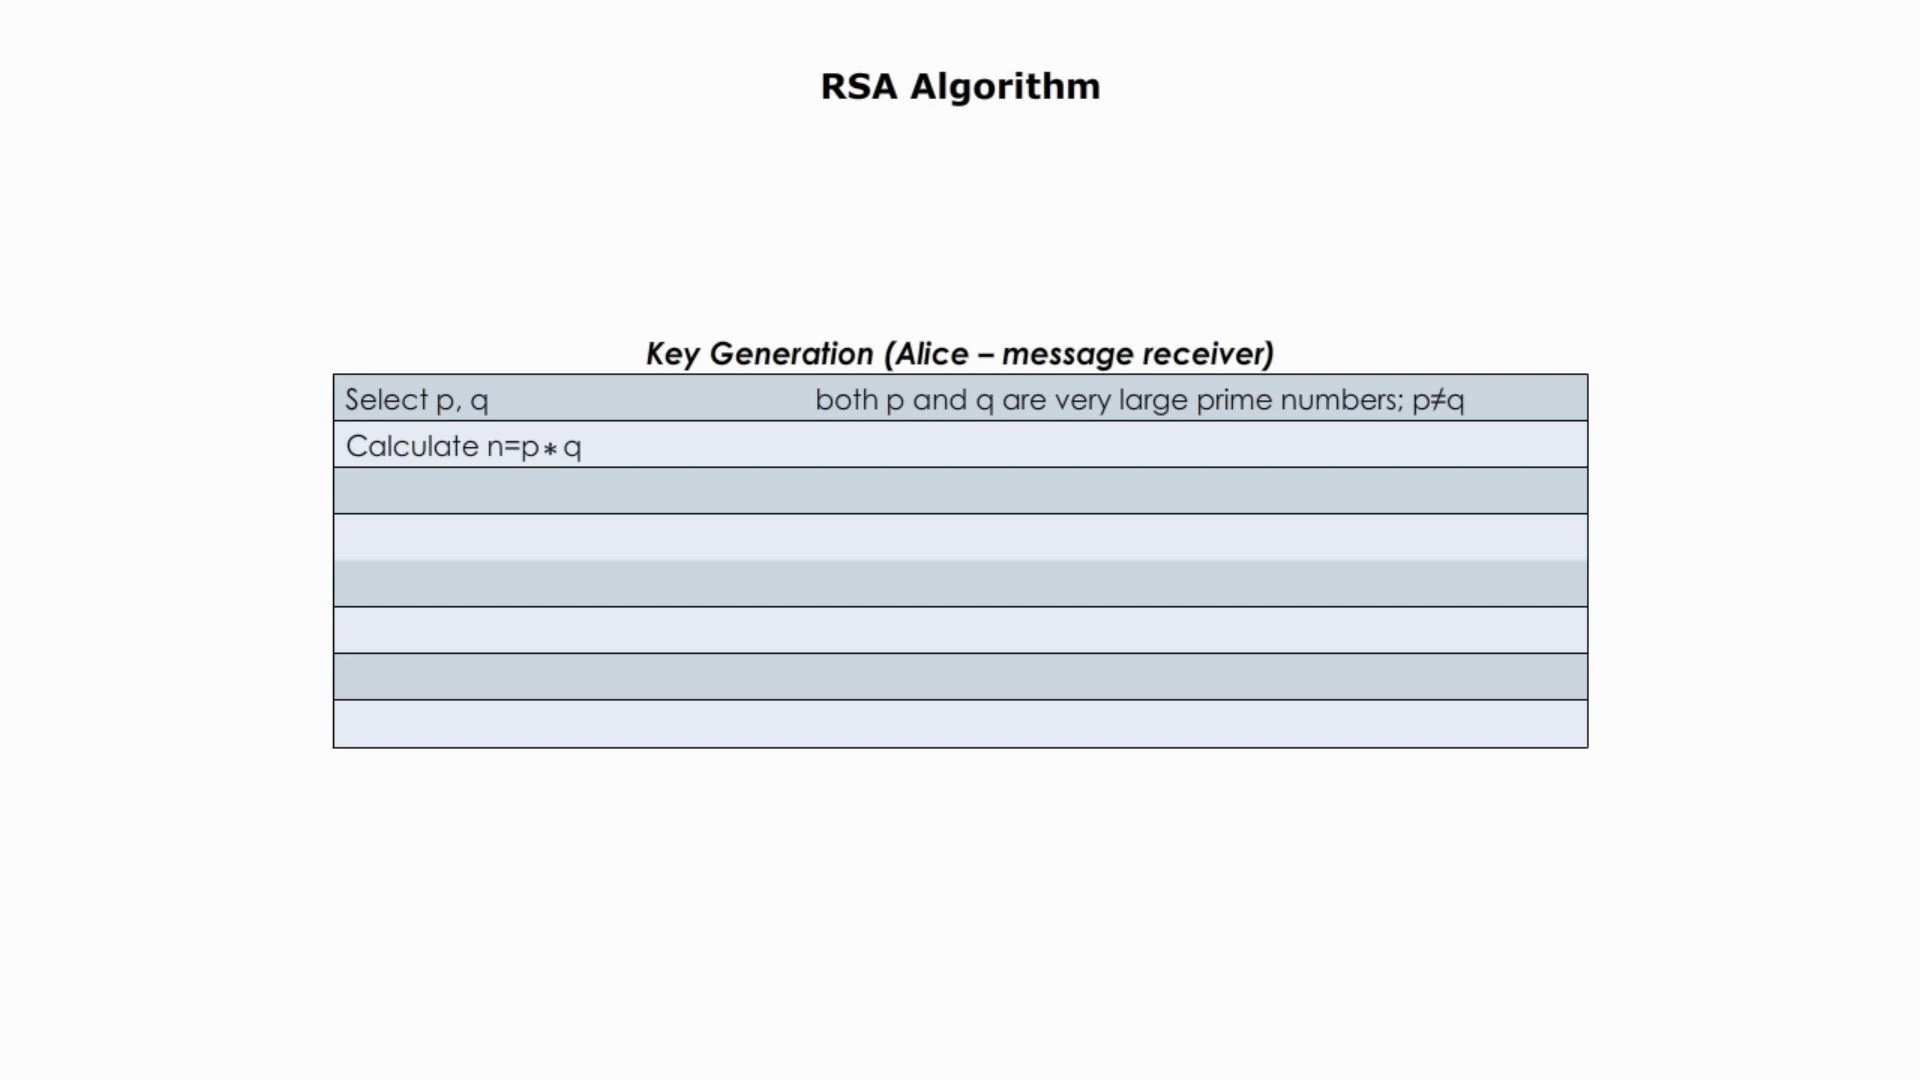 RSA Algorithm
Key Generation (Alice – message receiver)
Select p, q both p and q are very large prime numbers; p≠q
Calculate n=p*q